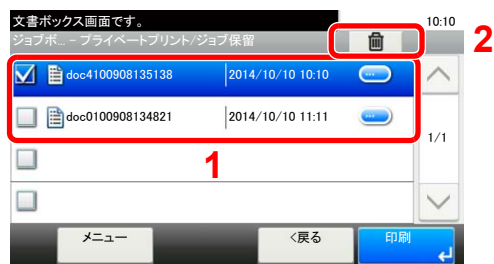 文書ボックス画面です。 10:10
ジョブボ... − プライベートプリント/ジョブ保留
2
doc4100908135138 2014/10/10 10:10
doc0100908134821 2014/10/10 11:11
1/1
1
メニュー <戻る 印刷